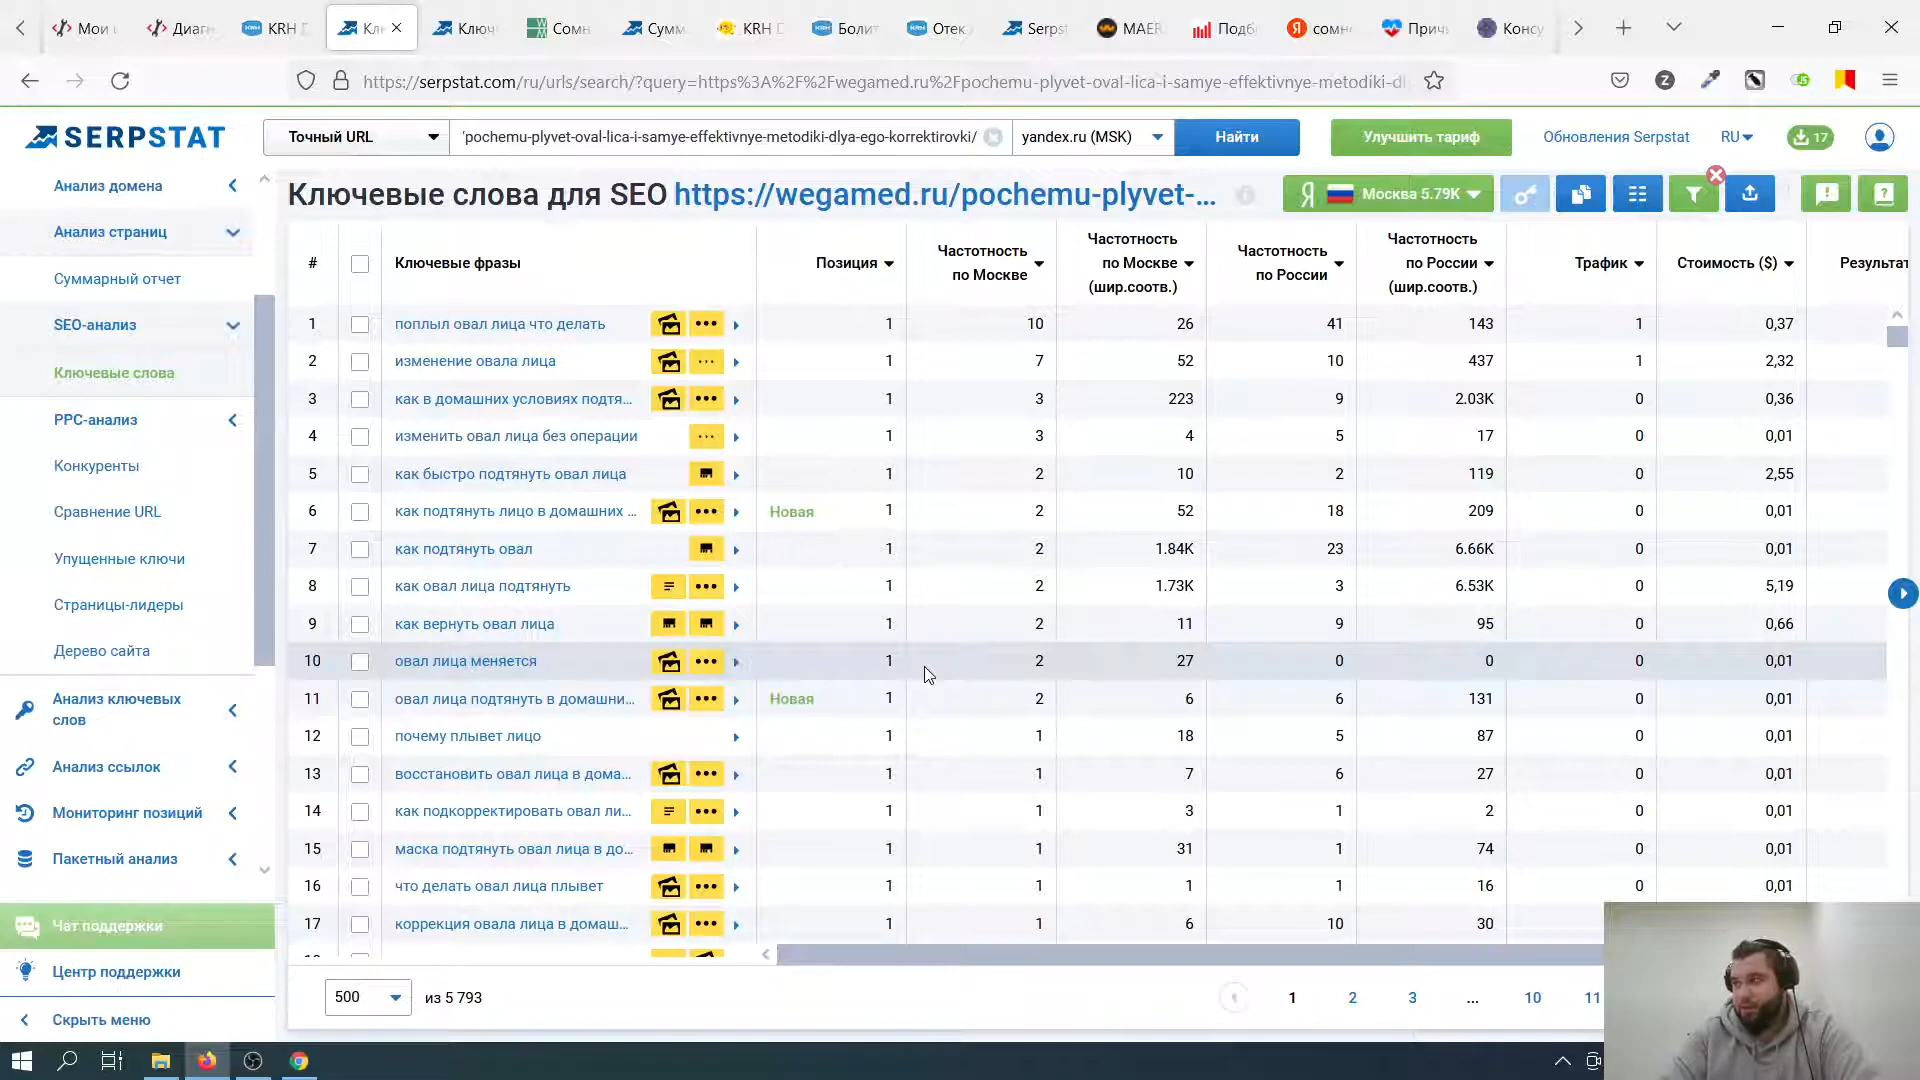 Мои
Диагн
KRH
Кл
Ключ
Сомн
Сумм
KRH D
Болит
Отек
Serpst
MAER
Подб
сомн
Прич
Консу
https://serpstat.com/ru/urls/search/?query=https%3A%2F%2Fwegamed.ru%2Fpochemu-plyvet-oval-lica-i-samye-effektivnye-metodiki-dl
SERPSTAT
Точный URL
pochemu-plyvet-oval-lica-i-samye-effektivnye-metodiki-dlya-ego-korrektirovki/
yandex.ru (MSK)
Найти
Улучшить тариф
Обновления Serpstat
RU
17
Анализ домена
Анализ страниц
Суммарный отчет
SEO-анализ
Ключевые слова
PPC-анализ
Конкуренты
Сравнение URL
Упущенные ключи
Страницы-лидеры
Дерево сайта
Анализ ключевых
слов
Анализ ссылок
Мониторинг позиций
Пакетный анализ
Чат поддержки
Центр поддержки
Скрыть меню
Ключевые слова для SEO https://wegamed.ru/pochemu-plyvet-...
Я Москва 5.79K
# Ключевые фразы Позиция Частотность по Москве Частотность по Москве (шир.соотв.) Частотность по России Частотность по России (шир.соотв.) Трафик Стоимость ($) Результат
1 поплыл овал лица что делать 1 10 26 41 143 1 0,37
2 изменение овала лица 1 7 52 10 437 1 2,32
3 как в домашних условиях подтя... 1 3 223 9 2.03K 0 0,36
4 изменить овал лица без операции 1 3 4 5 17 0 0,01
5 как быстро подтянуть овал лица 1 2 10 2 119 0 2,55
6 как подтянуть лицо в домашних ... Новая 1 2 52 18 209 0 0,01
7 как подтянуть овал 1 2 1.84K 23 6.66K 0 0,01
8 как овал лица подтянуть 1 2 1.73K 3 6.53K 0 5,19
9 как вернуть овал лица 1 2 11 9 95 0 0,66
10 овал лица меняется 1 2 27 0 0 0 0,01
11 овал лица подтянуть в домашни... Новая 1 2 6 6 131 0 0,01
12 почему плывет лицо 1 1 18 5 87 0 0,01
13 восстановить овал лица в дома... 1 1 7 6 27 0 0,01
14 как подкорректировать овал ли... 1 1 3 1 2 0 0,01
15 маска подтянуть овал лица в до... 1 1 31 1 74 0 0,01
16 что делать овал лица плывет 1 1 1 1 16 0 0,01
17 коррекция овала лица в домаш... 1 1 6 10 30
500 из 5 793
1 2 3 ... 10 11